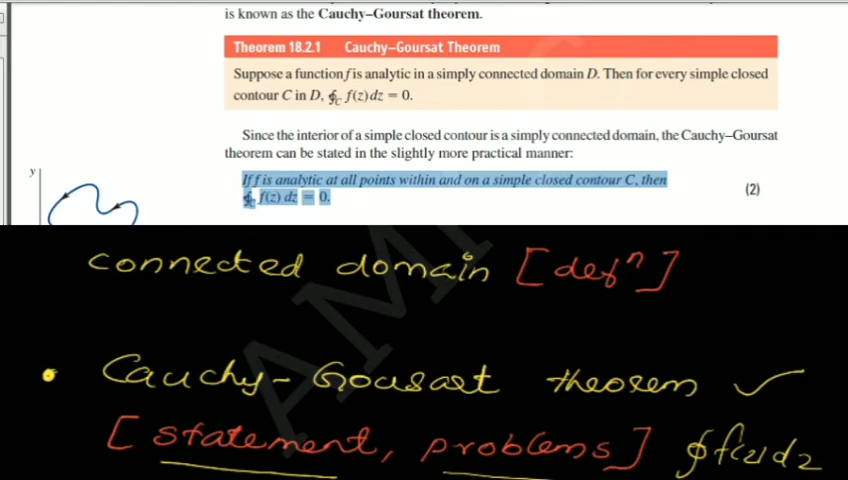 is known as the Cauchy–Goursat theorem.
Theorem 18.2.1 Cauchy–Goursat Theorem
Suppose a function f is analytic in a simply connected domain D. Then for every simple closed
contour C in D, ∮C f(z) dz = 0.
Since the interior of a simple closed contour is a simply connected domain, the Cauchy–Goursat
theorem can be stated in the slightly more practical manner:
If f is analytic at all points within and on a simple closed contour C, then
∮C f(z) dz = 0.
(2)
y
connected domain [defⁿ]
• Cauchy-Gousast theorem ✓
[statement, problems] ∮f(z)dz